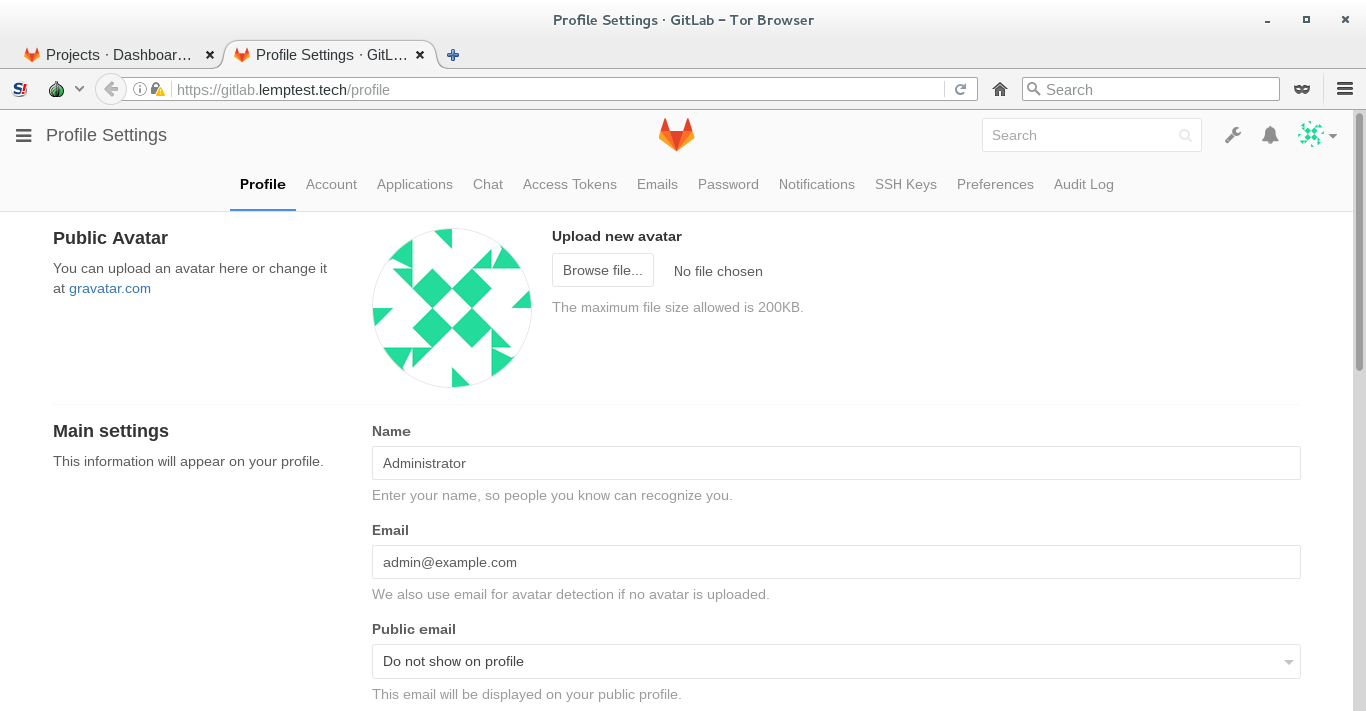 Profile Settings · GitLab – Tor Browser
Projects · Dashboar...
Profile Settings · GitL...
S!
https://gitlab.lemptest.tech/profile
Search
Profile Settings
Search
Profile Account Applications Chat Access Tokens Emails Password Notifications SSH Keys Preferences Audit Log
Public Avatar
You can upload an avatar here or change it
at gravatar.com
Upload new avatar
Browse file... No file chosen
The maximum file size allowed is 200KB.
Main settings
This information will appear on your profile.
Name
Administrator
Enter your name, so people you know can recognize you.
Email
admin@example.com
We also use email for avatar detection if no avatar is uploaded.
Public email
Do not show on profile
This email will be displayed on your public profile.